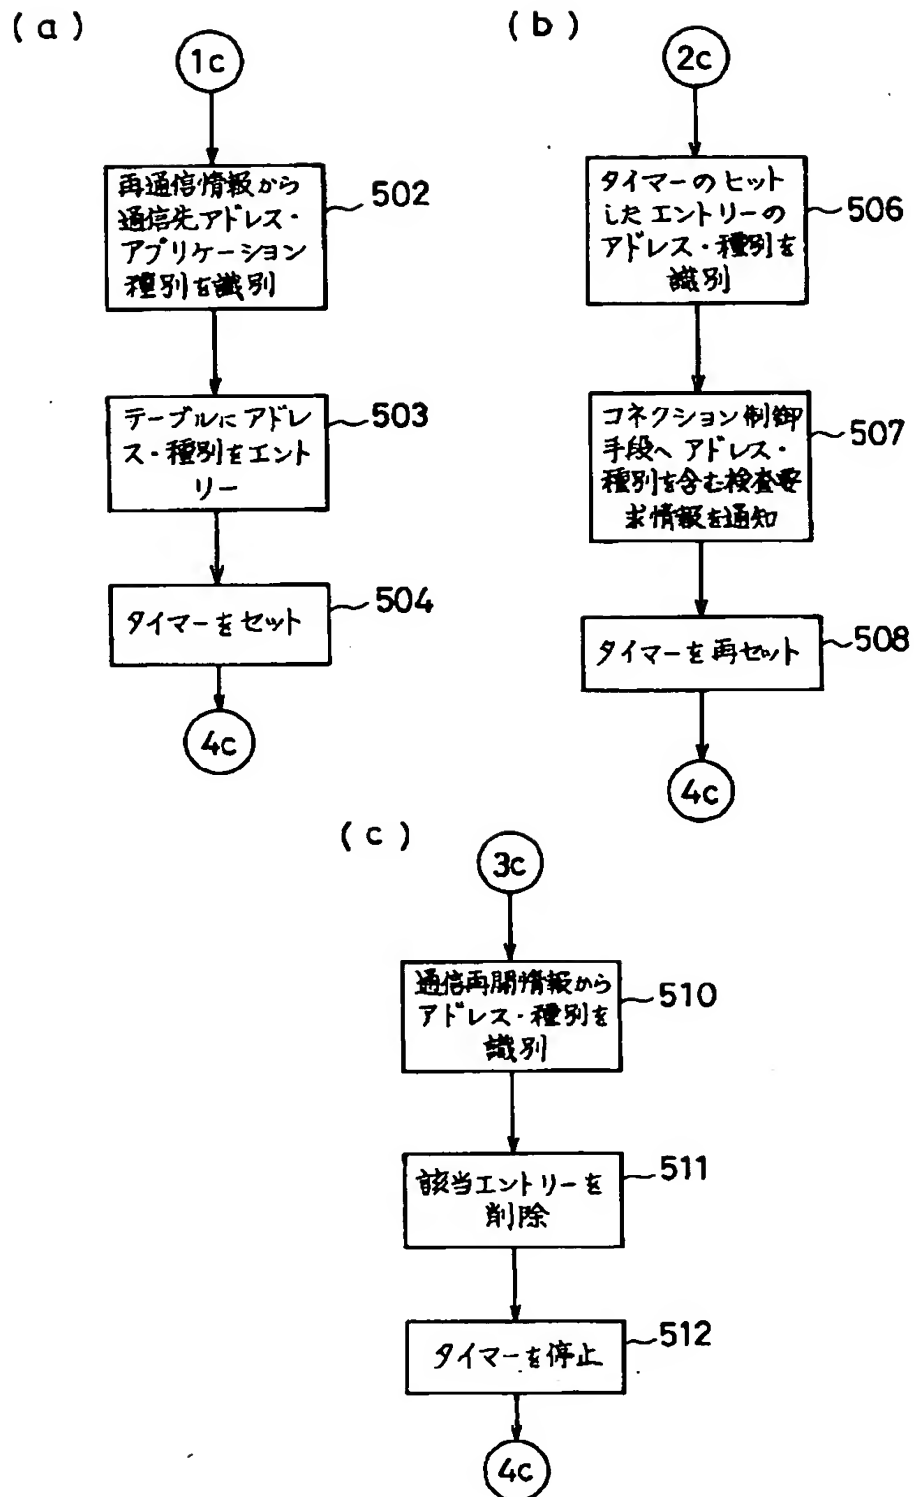 (a)
1c
再通信情報から
通信先アドレス・
アプリケーション
種別を識別
502
テーブルにアドレ
ス・種別をエント
リー
503
タイマーをセット
504
4c
(b)
2c
タイマーのヒット
したエントリーの
アドレス・種別を
識別
506
コネクション制御
手段へアドレス・
種別を含む検査要
求情報を通知
507
タイマーを再セット
508
4c
(c)
3c
通信再開情報から
アドレス・種別を
識別
510
該当エントリーを
削除
511
タイマーを停止
512
4c